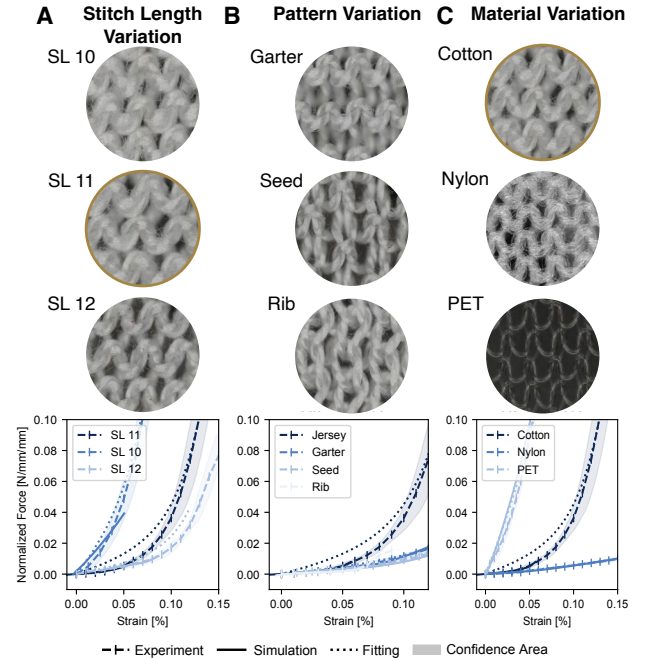 A Stitch Length
Variation
B Pattern Variation
C Material Variation
SL 10
Garter
Cotton
SL 11
Seed
Nylon
SL 12
Rib
PET
Normalized Force [N/mm/mm]
0.10
0.08
0.06
0.04
0.02
0.00
SL 11
SL 10
SL 12
0.00 0.05 0.10 0.15
Strain [%]
0.10
0.08
0.06
0.04
0.02
0.00
Jersey
Garter
Seed
Rib
0.00 0.05 0.10
Strain [%]
0.10
0.08
0.06
0.04
0.02
0.00
Cotton
Nylon
PET
0.00 0.05 0.10 0.15
Strain [%]
Experiment Simulation Fitting Confidence Area